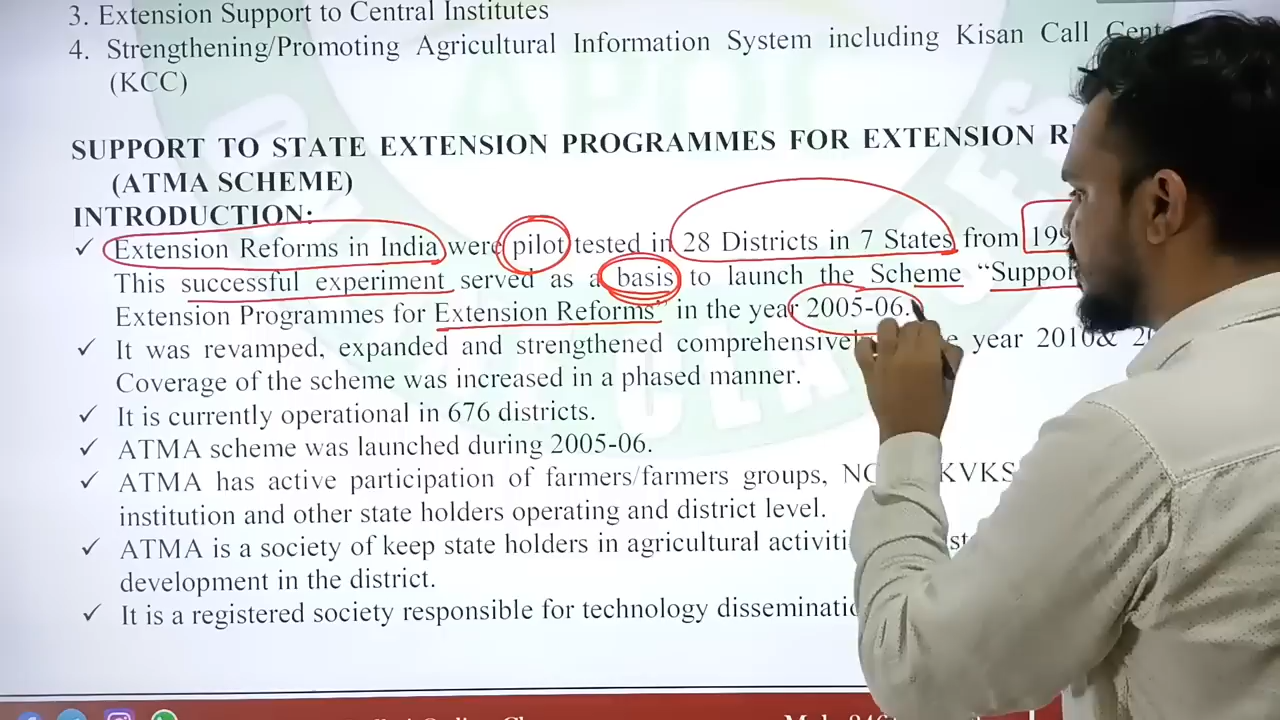 3. Extension Support to Central Institutes
4. Strengthening/Promoting Agricultural Information System including Kisan Call
(KCC)
SUPPORT TO STATE EXTENSION PROGRAMMES FOR EXTENSION
(ATMA SCHEME)
INTRODUCTION:
✓ Extension Reforms in India were pilot tested in 28 Districts in 7 States from
This successful experiment served as a basis to launch the Scheme “Support
Extension Programmes for Extension Reforms” in the year 2005-06.
✓ It was revamped, expanded and strengthened comprehensively year 2010&
Coverage of the scheme was increased in a phased manner.
✓ It is currently operational in 676 districts.
✓ ATMA scheme was launched during 2005-06.
✓ ATMA has active participation of farmers/farmers groups, KVKS
institution and other state holders operating and district level.
✓ ATMA is a society of keep state holders in agricultural
development in the district.
✓ It is a registered society responsible for technology